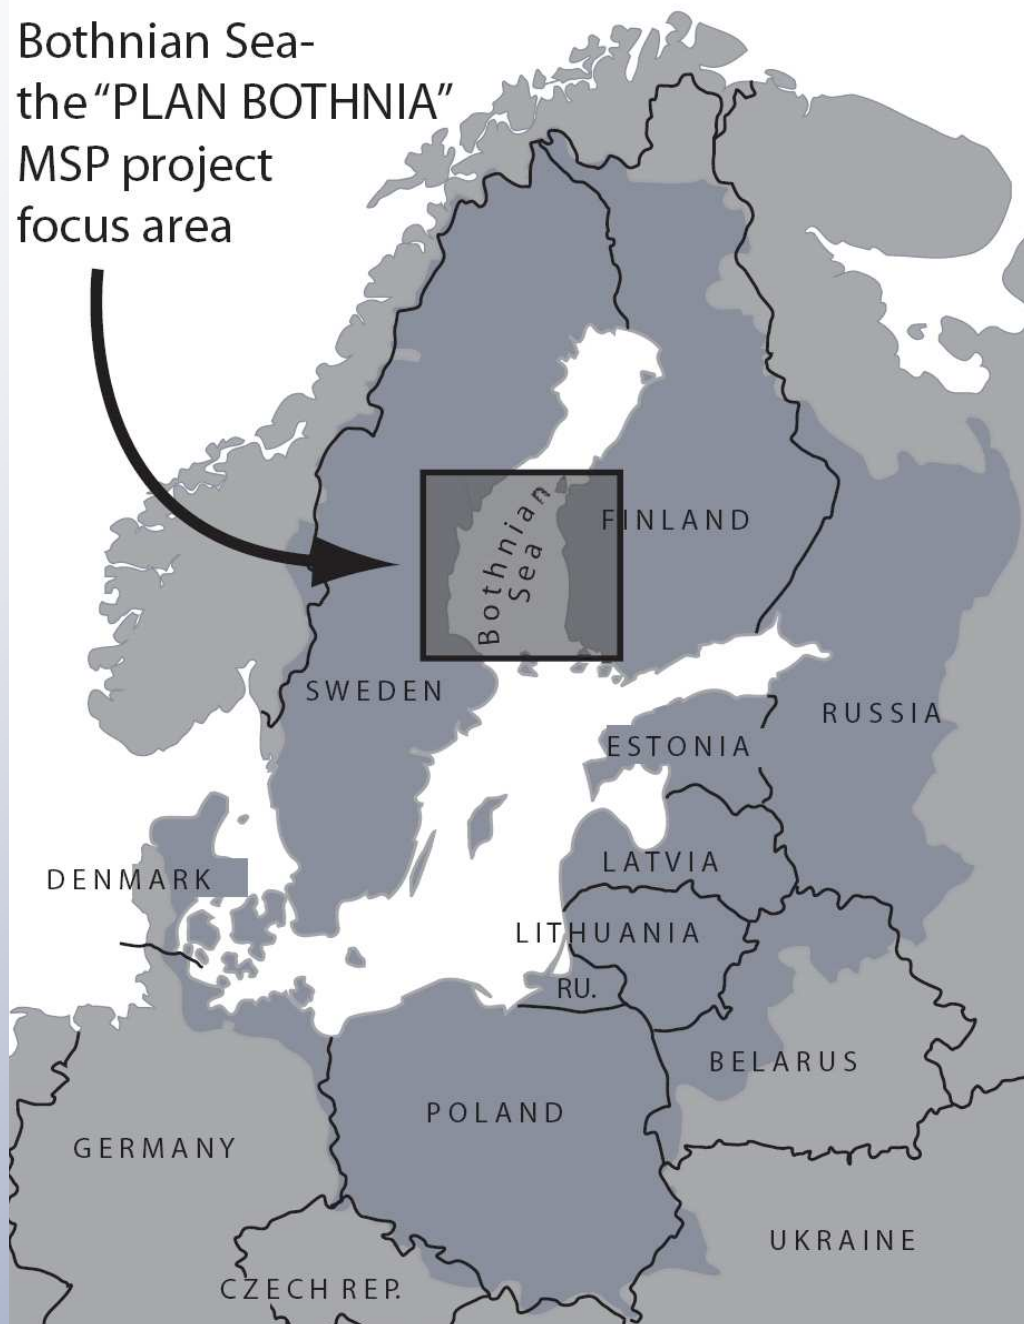 Bothnian Sea-
the “PLAN BOTHNIA”
MSP project
focus area
Bothnian
Sea
FINLAND
SWEDEN
RUSSIA
ESTONIA
LATVIA
DENMARK
LITHUANIA
RU.
BELARUS
POLAND
GERMANY
UKRAINE
CZECH REP.